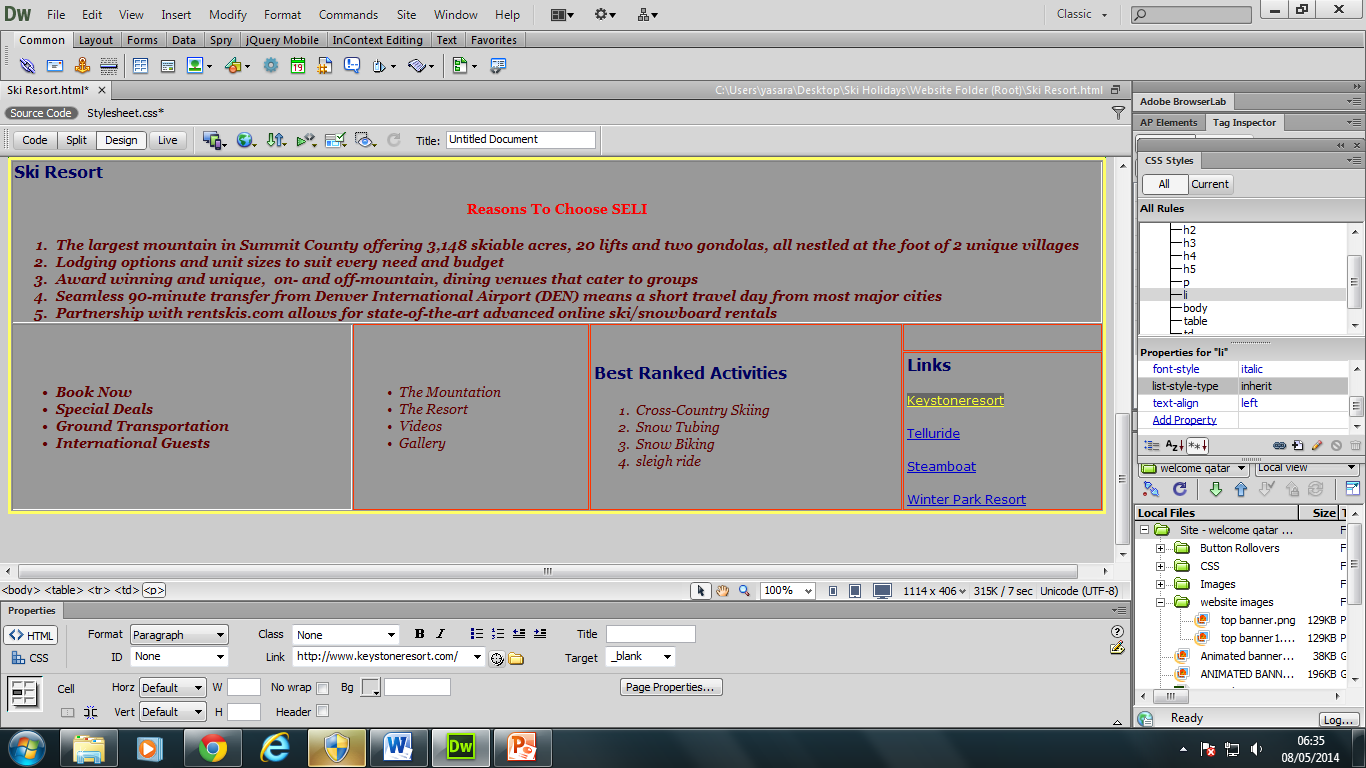 Dw File Edit View Insert Modify Format Commands Site Window Help Classic
Common Layout Forms Data Spry jQuery Mobile InContext Editing Text Favorites
Ski Resort.html* C:\Users\yasara\Desktop\Ski Holidays\Website Folder (Root)\Ski Resort.html
Source Code Stylesheet.css*
Code Split Design Live Title: Untitled Document
Ski Resort
Reasons To Choose SELI
1. The largest mountain in Summit County offering 3,148 skiable acres, 20 lifts and two gondolas, all nestled at the foot of 2 unique villages
2. Lodging options and unit sizes to suit every need and budget
3. Award winning and unique, on- and off-mountain, dining venues that cater to groups
4. Seamless 90-minute transfer from Denver International Airport (DEN) means a short travel day from most major cities
5. Partnership with rentskis.com allows for state-of-the-art advanced online ski/snowboard rentals
• Book Now
• Special Deals
• Ground Transportation
• International Guests
• The Mountation
• The Resort
• Videos
• Gallery
Best Ranked Activities
1. Cross-Country Skiing
2. Snow Tubing
3. Snow Biking
4. sleigh ride
Links
Keystoneresort
Telluride
Steamboat
Winter Park Resort
<body> <table> <tr> <td> <p> 100% 1114 x 406 315K / 7 sec Unicode (UTF-8)
Properties
HTML Format Paragraph Class None B I Title
CSS ID None Link http://www.keystoneresort.com/ Target _blank
Cell Horz Default W No wrap Bg Page Properties...
Vert Default H Header
Adobe BrowserLab
AP Elements Tag Inspector
CSS Styles
All Current
All Rules
h2
h3
h4
h5
p
li
body
table
td
Properties for "li"
font-style italic
list-style-type inherit
text-align left
Add Property
welcome qatar Local view
Local Files Size T
Site - welcome qatar ... F
Button Rollovers F
CSS F
Images F
website images F
top banner.png 129KB P
top banner1.... 129KB P
Animated banner... 38KB
ANIMATED BANN... 196KB
Ready Log...
19
Dw
06:35
08/05/2014